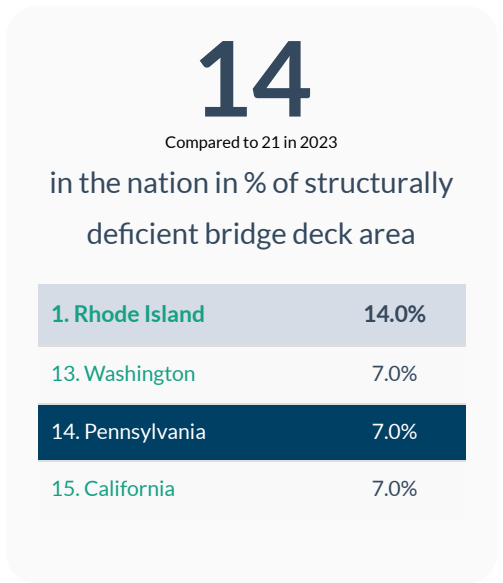 14
Compared to 21 in 2023
in the nation in % of structurally
deficient bridge deck area
1. Rhode Island 14.0%
13. Washington 7.0%
14. Pennsylvania 7.0%
15. California 7.0%